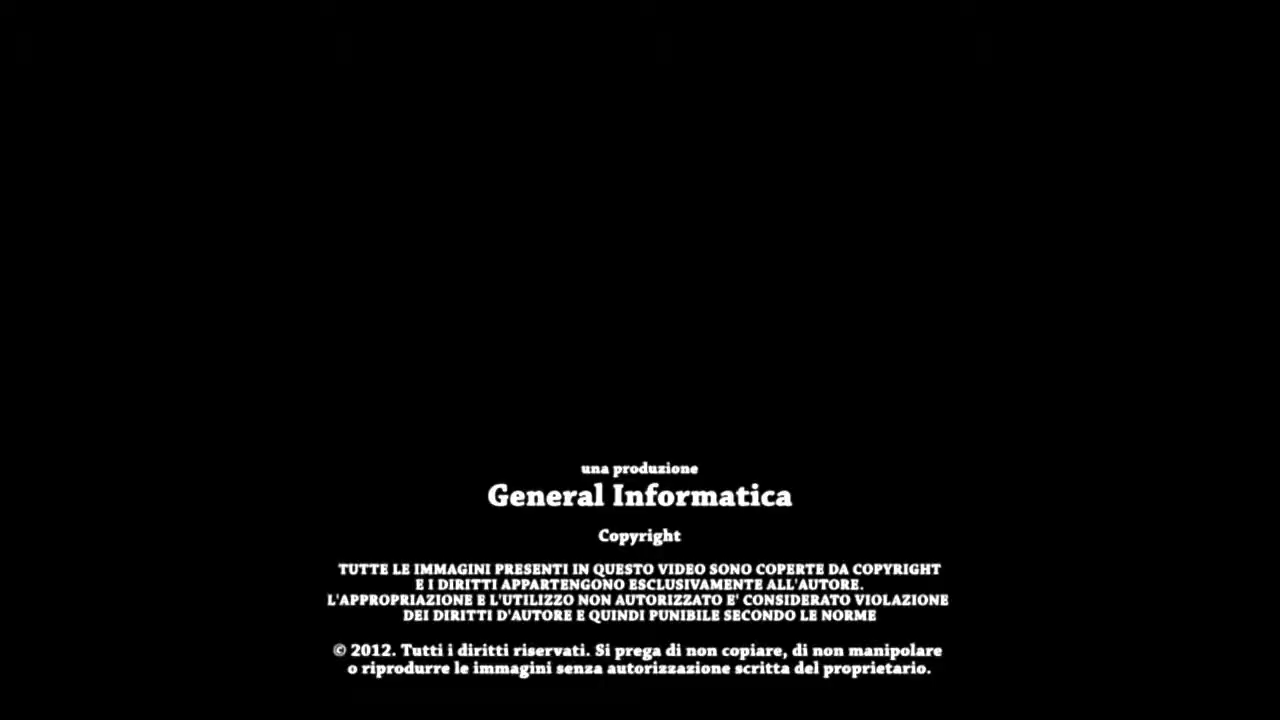 una produzione
General Informatica
Copyright
TUTTE LE IMMAGINI PRESENTI IN QUESTO VIDEO SONO COPERTE DA COPYRIGHT
E I DIRITTI APPARTENGONO ESCLUSIVAMENTE ALL'AUTORE.
L'APPROPRIAZIONE E L'UTILIZZO NON AUTORIZZATO E' CONSIDERATO VIOLAZIONE
DEI DIRITTI D'AUTORE E QUINDI PUNIBILE SECONDO LE NORME
© 2012. Tutti i diritti riservati. Si prega di non copiare, di non manipolare
o riprodurre le immagini senza autorizzazione scritta del proprietario.